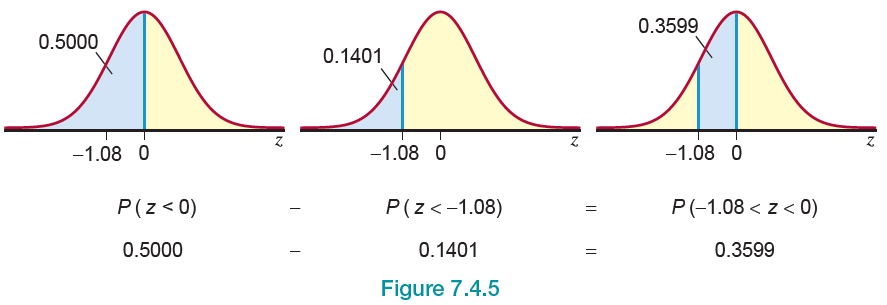 0.5000
0.1401
0.3599
z
z
z
−1.08 0
−1.08 0
−1.08 0
P ( z < 0) − P ( z < −1.08) = P (−1.08 < z < 0)
0.5000 − 0.1401 = 0.3599
Figure 7.4.5